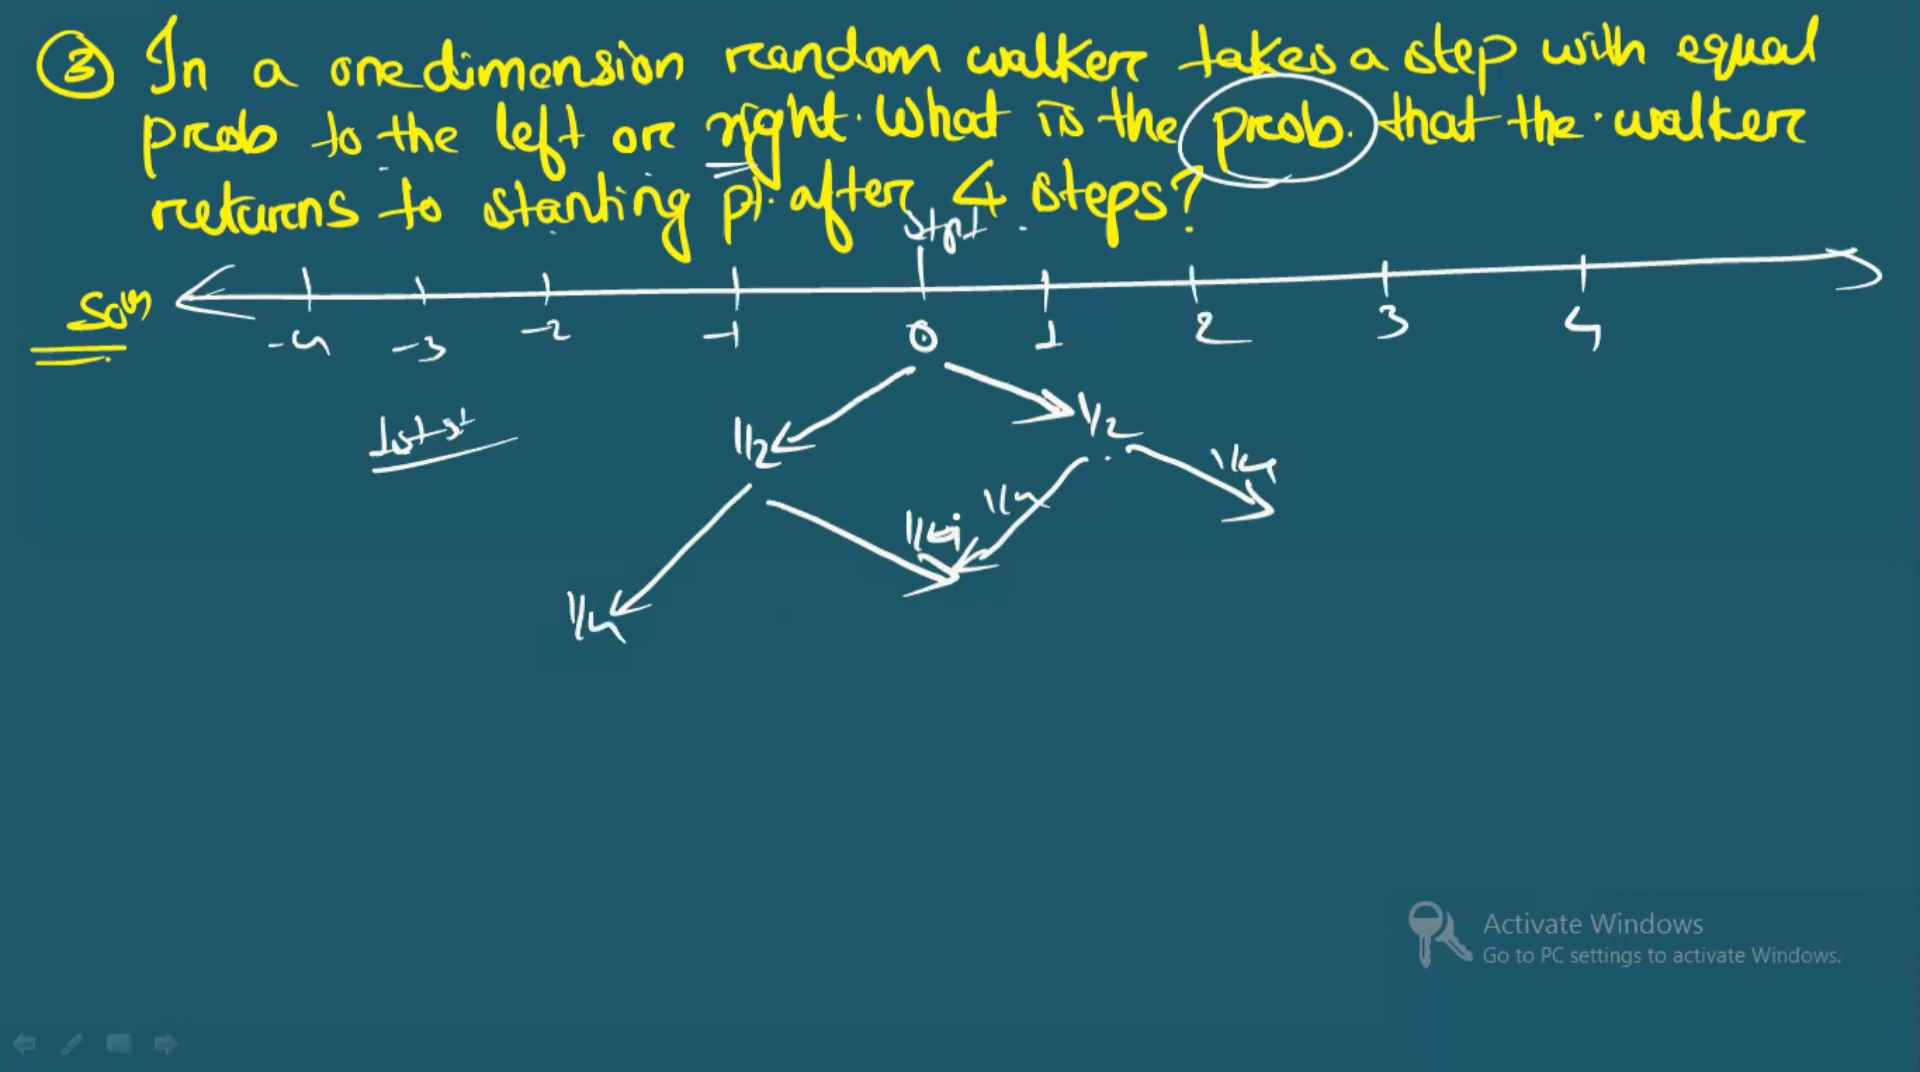 ③ In a one dimension random walker takes a step with equal
prob to the left or right. What is the prob. that the walker
returns to starting pt. after 4 steps?
st pt
Soln
-4 -3 -2 -1 0 1 2 3 4
1st st
1/2 1/2
1/4
1/4 1/4
1/4
Activate Windows
Go to PC settings to activate Windows.